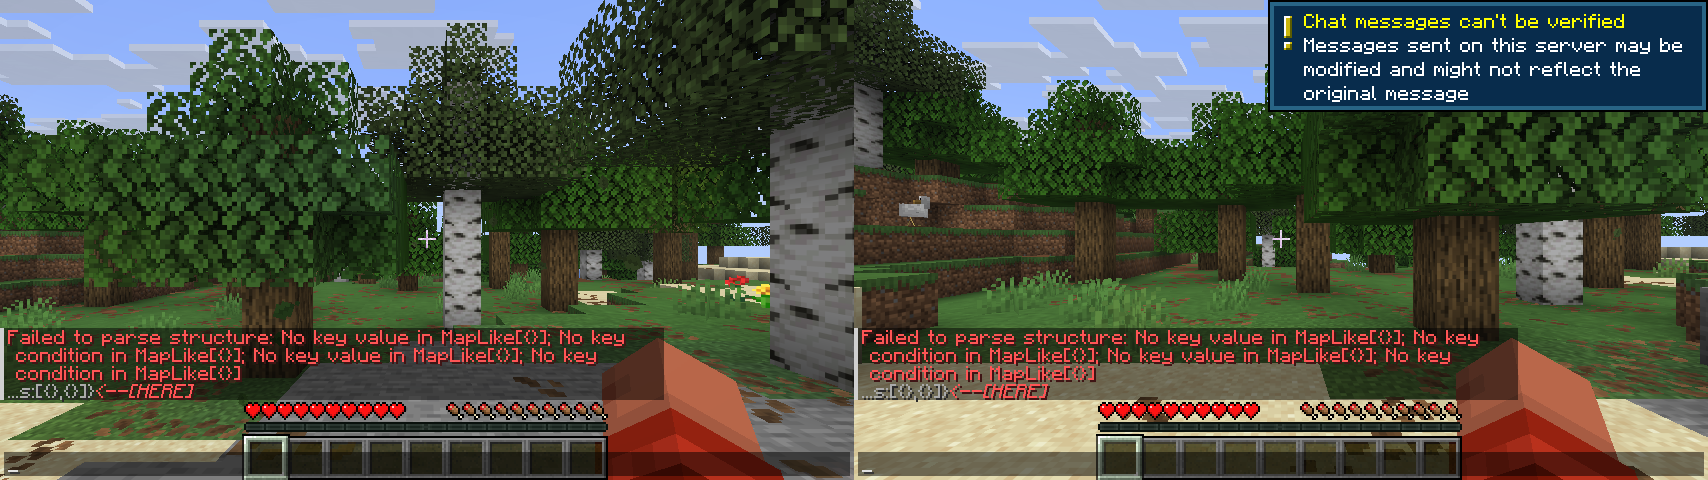 Failed to parse structure: No key value in MapLike[{}]; No key
condition in MapLike[{}]; No key value in MapLike[{}]; No key
condition in MapLike[{}]
...s:[{},{}]}<--[HERE]
_
Chat messages can't be verified
Messages sent on this server may be
modified and might not reflect the
original message
Failed to parse structure: No key value in MapLike[{}]; No key
condition in MapLike[{}]; No key value in MapLike[{}]; No key
condition in MapLike[{}]
...s:[{},{}]}<--[HERE]
_